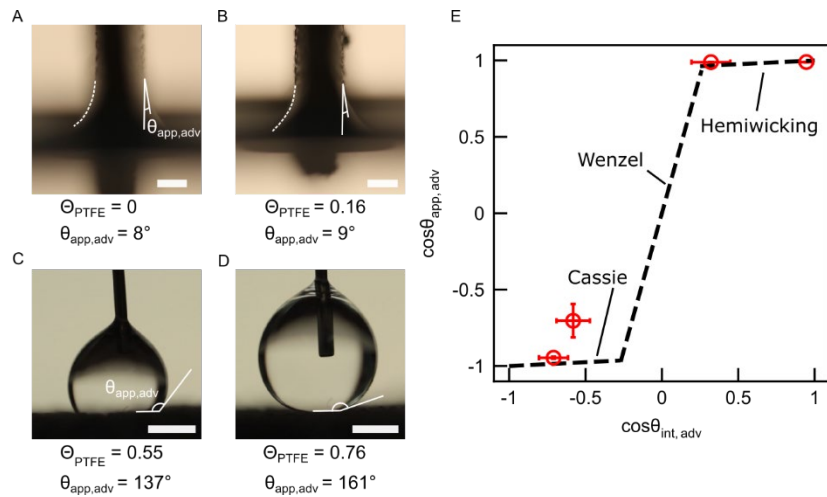 A
B
θapp,adv
ΘPTFE = 0
θapp,adv = 8°
ΘPTFE = 0.16
θapp,adv = 9°
C
D
θapp,adv
ΘPTFE = 0.55
θapp,adv = 137°
ΘPTFE = 0.76
θapp,adv = 161°
E
1
0.5
0
-0.5
-1
cosθapp, adv
Hemiwicking
Wenzel
Cassie
-1
-0.5
0
0.5
1
cosθint, adv